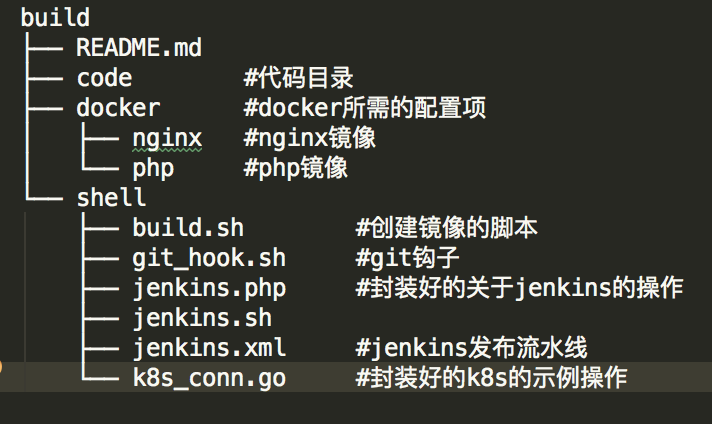 build
├── README.md
├── code        #代码目录
├── docker      #docker所需的配置项
│   ├── nginx   #nginx镜像
│   └── php     #php镜像
└── shell
    ├── build.sh        #创建镜像的脚本
    ├── git_hook.sh     #git钩子
    ├── jenkins.php     #封装好的关于jenkins的操作
    ├── jenkins.sh
    ├── jenkins.xml     #jenkins发布流水线
    └── k8s_conn.go     #封装好的k8s的示例操作